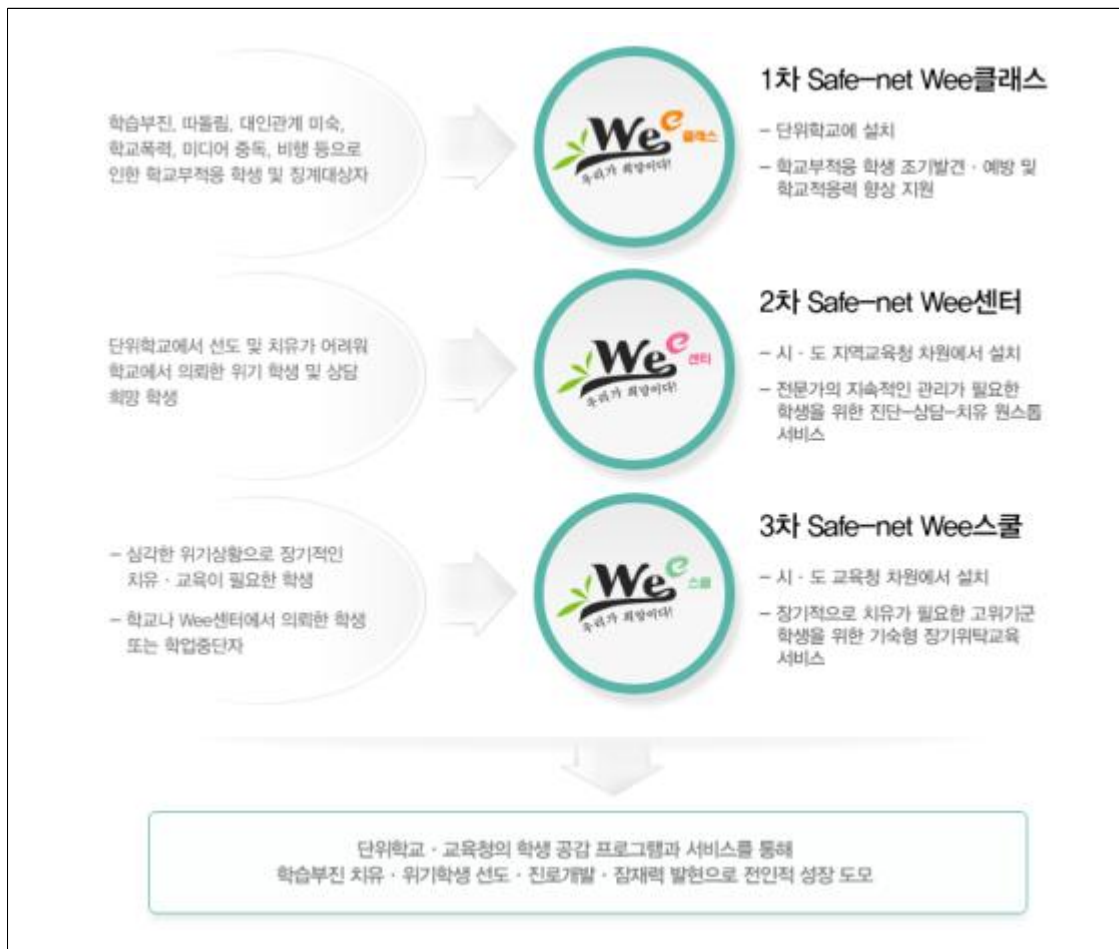 학습부진, 따돌림, 대인관계 미숙,
학교폭력, 미디어 중독, 비행 등으로
인한 학교부적응 학생 및 징계대상자
Wee 클래스
우리가 희망이다!
1차 Safe-net Wee클래스
- 단위학교에 설치
- 학교부적응 학생 조기발견 · 예방 및
학교적응력 향상 지원
단위학교에서 선도 및 치유가 어려워
학교에서 의뢰한 위기 학생 및 상담
희망 학생
Wee 센터
우리가 희망이다!
2차 Safe-net Wee센터
- 시 · 도 지역교육청 차원에서 설치
- 전문가의 지속적인 관리가 필요한
학생을 위한 진단-상담-치유 원스톱
서비스
- 심각한 위기상황으로 장기적인
치유 · 교육이 필요한 학생
- 학교나 Wee센터에서 의뢰한 학생
또는 학업중단자
Wee 스쿨
우리가 희망이다!
3차 Safe-net Wee스쿨
- 시 · 도 교육청 차원에서 설치
- 장기적으로 치유가 필요한 고위기군
학생을 위한 기숙형 장기위탁교육
서비스
단위학교 · 교육청의 학생 공감 프로그램과 서비스를 통해
학습부진 치유 · 위기학생 선도 · 진로개발 · 잠재력 발현으로 전인적 성장 도모